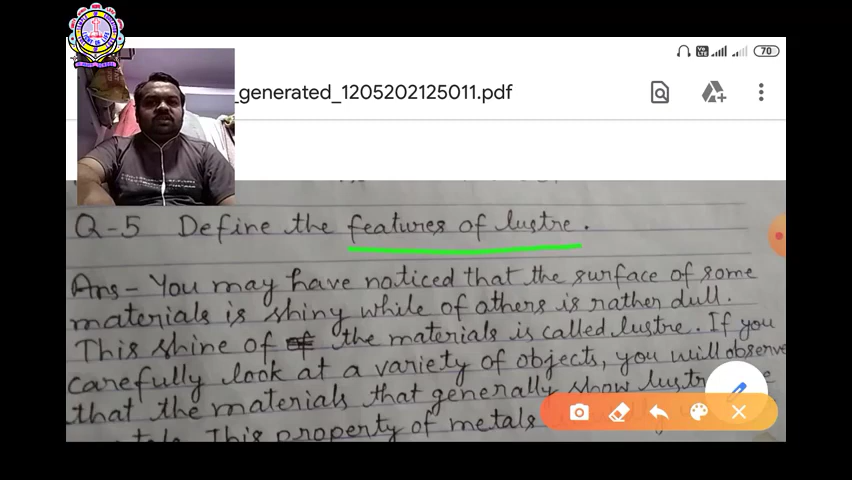 70
_generated_1205202125011.pdf
Q-5 Define the features of lustre.
Ans- You may have noticed that the surface of some
materials is shiny while of others is rather dull.
This shine of the materials is called lustre. If you
carefully look at a variety of objects, you will observe
that the materials that generally show
This property of metals